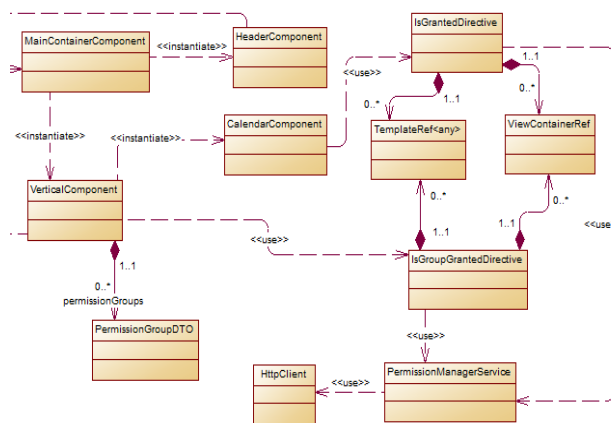 HeaderComponent
IsGrantedDirective
MainContainerComponent
<<instantiate>>
<<use>>
1..1
0..*
1..1
0..*
CalendarComponent
TemplateRef<any>
ViewContainerRef
<<instantiate>>
<<instantiate>>
VerticalComponent
0..*
0..*
<<us
1..1
1..1
<<use>>
IsGroupGrantedDirective
1..1
0..*
permissionGroups
PermissionGroupDTO
<<use>>
HttpClient
<<use>>
PermissionManagerService